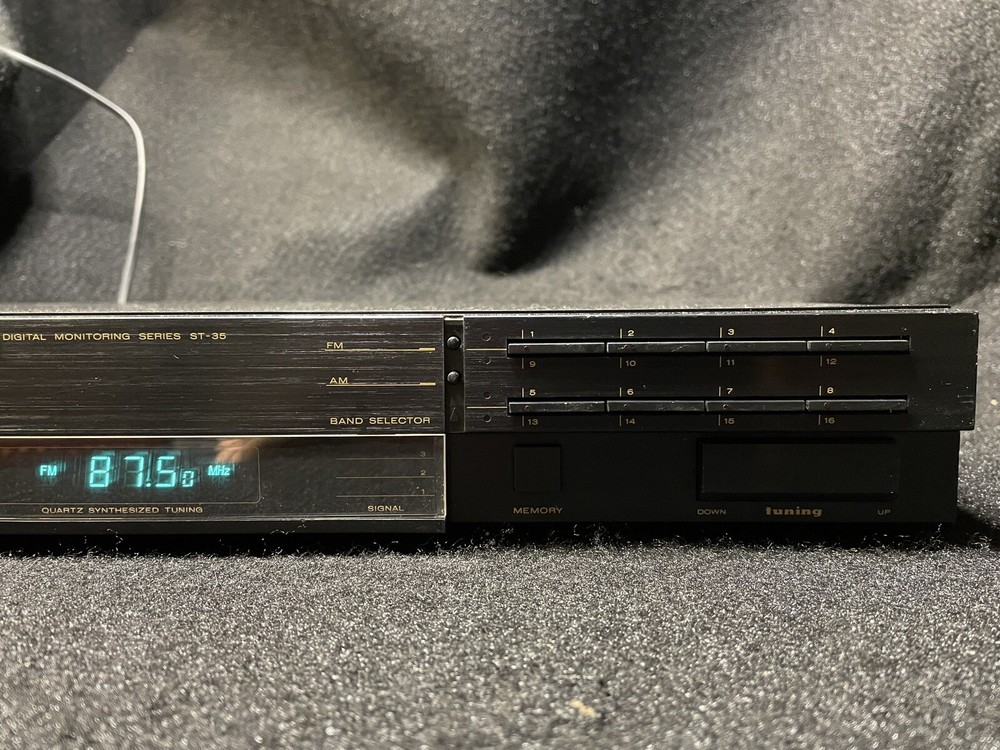 DIGITAL MONITORING SERIES ST-35
FM
AM
BAND SELECTOR
FM 87.50 MHz
QUARTZ SYNTHESIZED TUNING
3
2
1
SIGNAL
1 2 3 4
9 10 11 12
5 6 7 8
13 14 15 16
MEMORY
DOWN tuning UP